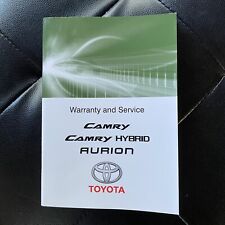 Warranty and Service
CAMRY
CAMRY HYBRID
AURION
TOYOTA